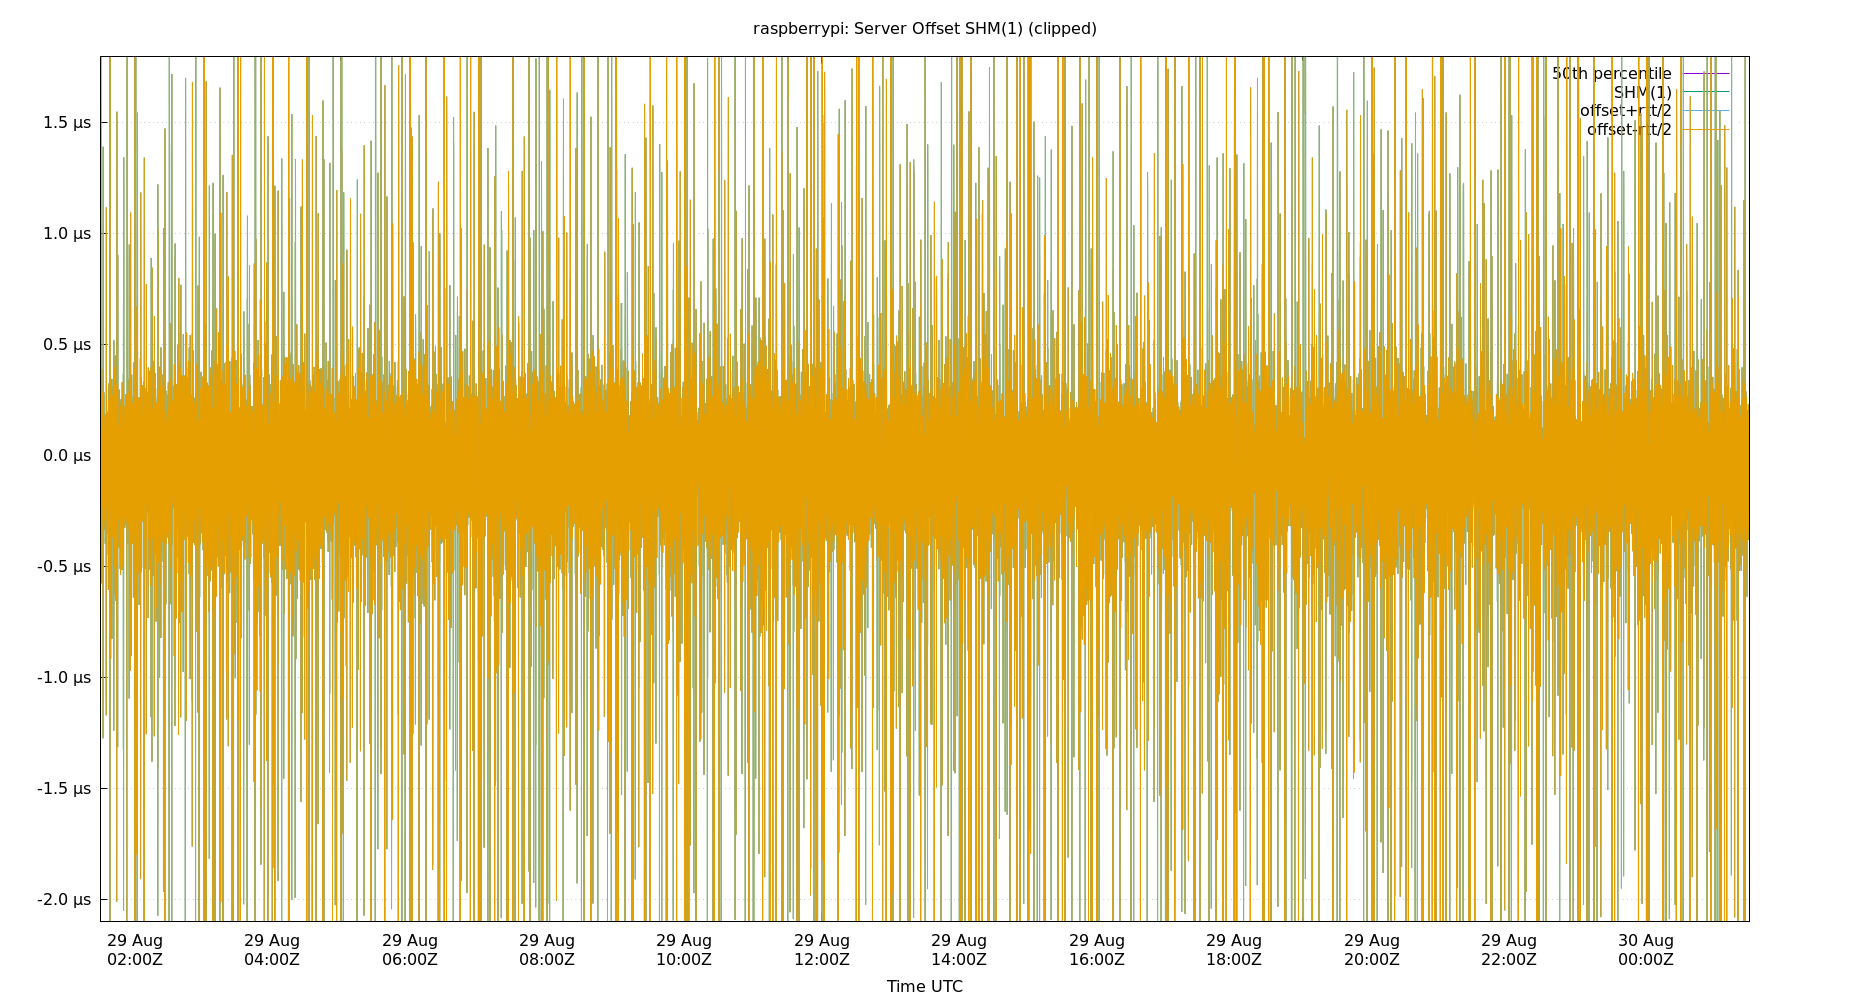 raspberrypi: Server Offset SHM(1) (clipped)
50th percentile
SHM(1)
offset+rtt/2
offset-rtt/2
1.5 µs
1.0 µs
0.5 µs
0.0 µs
-0.5 µs
-1.0 µs
-1.5 µs
-2.0 µs
29 Aug 29 Aug 29 Aug 29 Aug 29 Aug 29 Aug 29 Aug 29 Aug 29 Aug 29 Aug 29 Aug 30 Aug
02:00Z 04:00Z 06:00Z 08:00Z 10:00Z 12:00Z 14:00Z 16:00Z 18:00Z 20:00Z 22:00Z 00:00Z
Time UTC